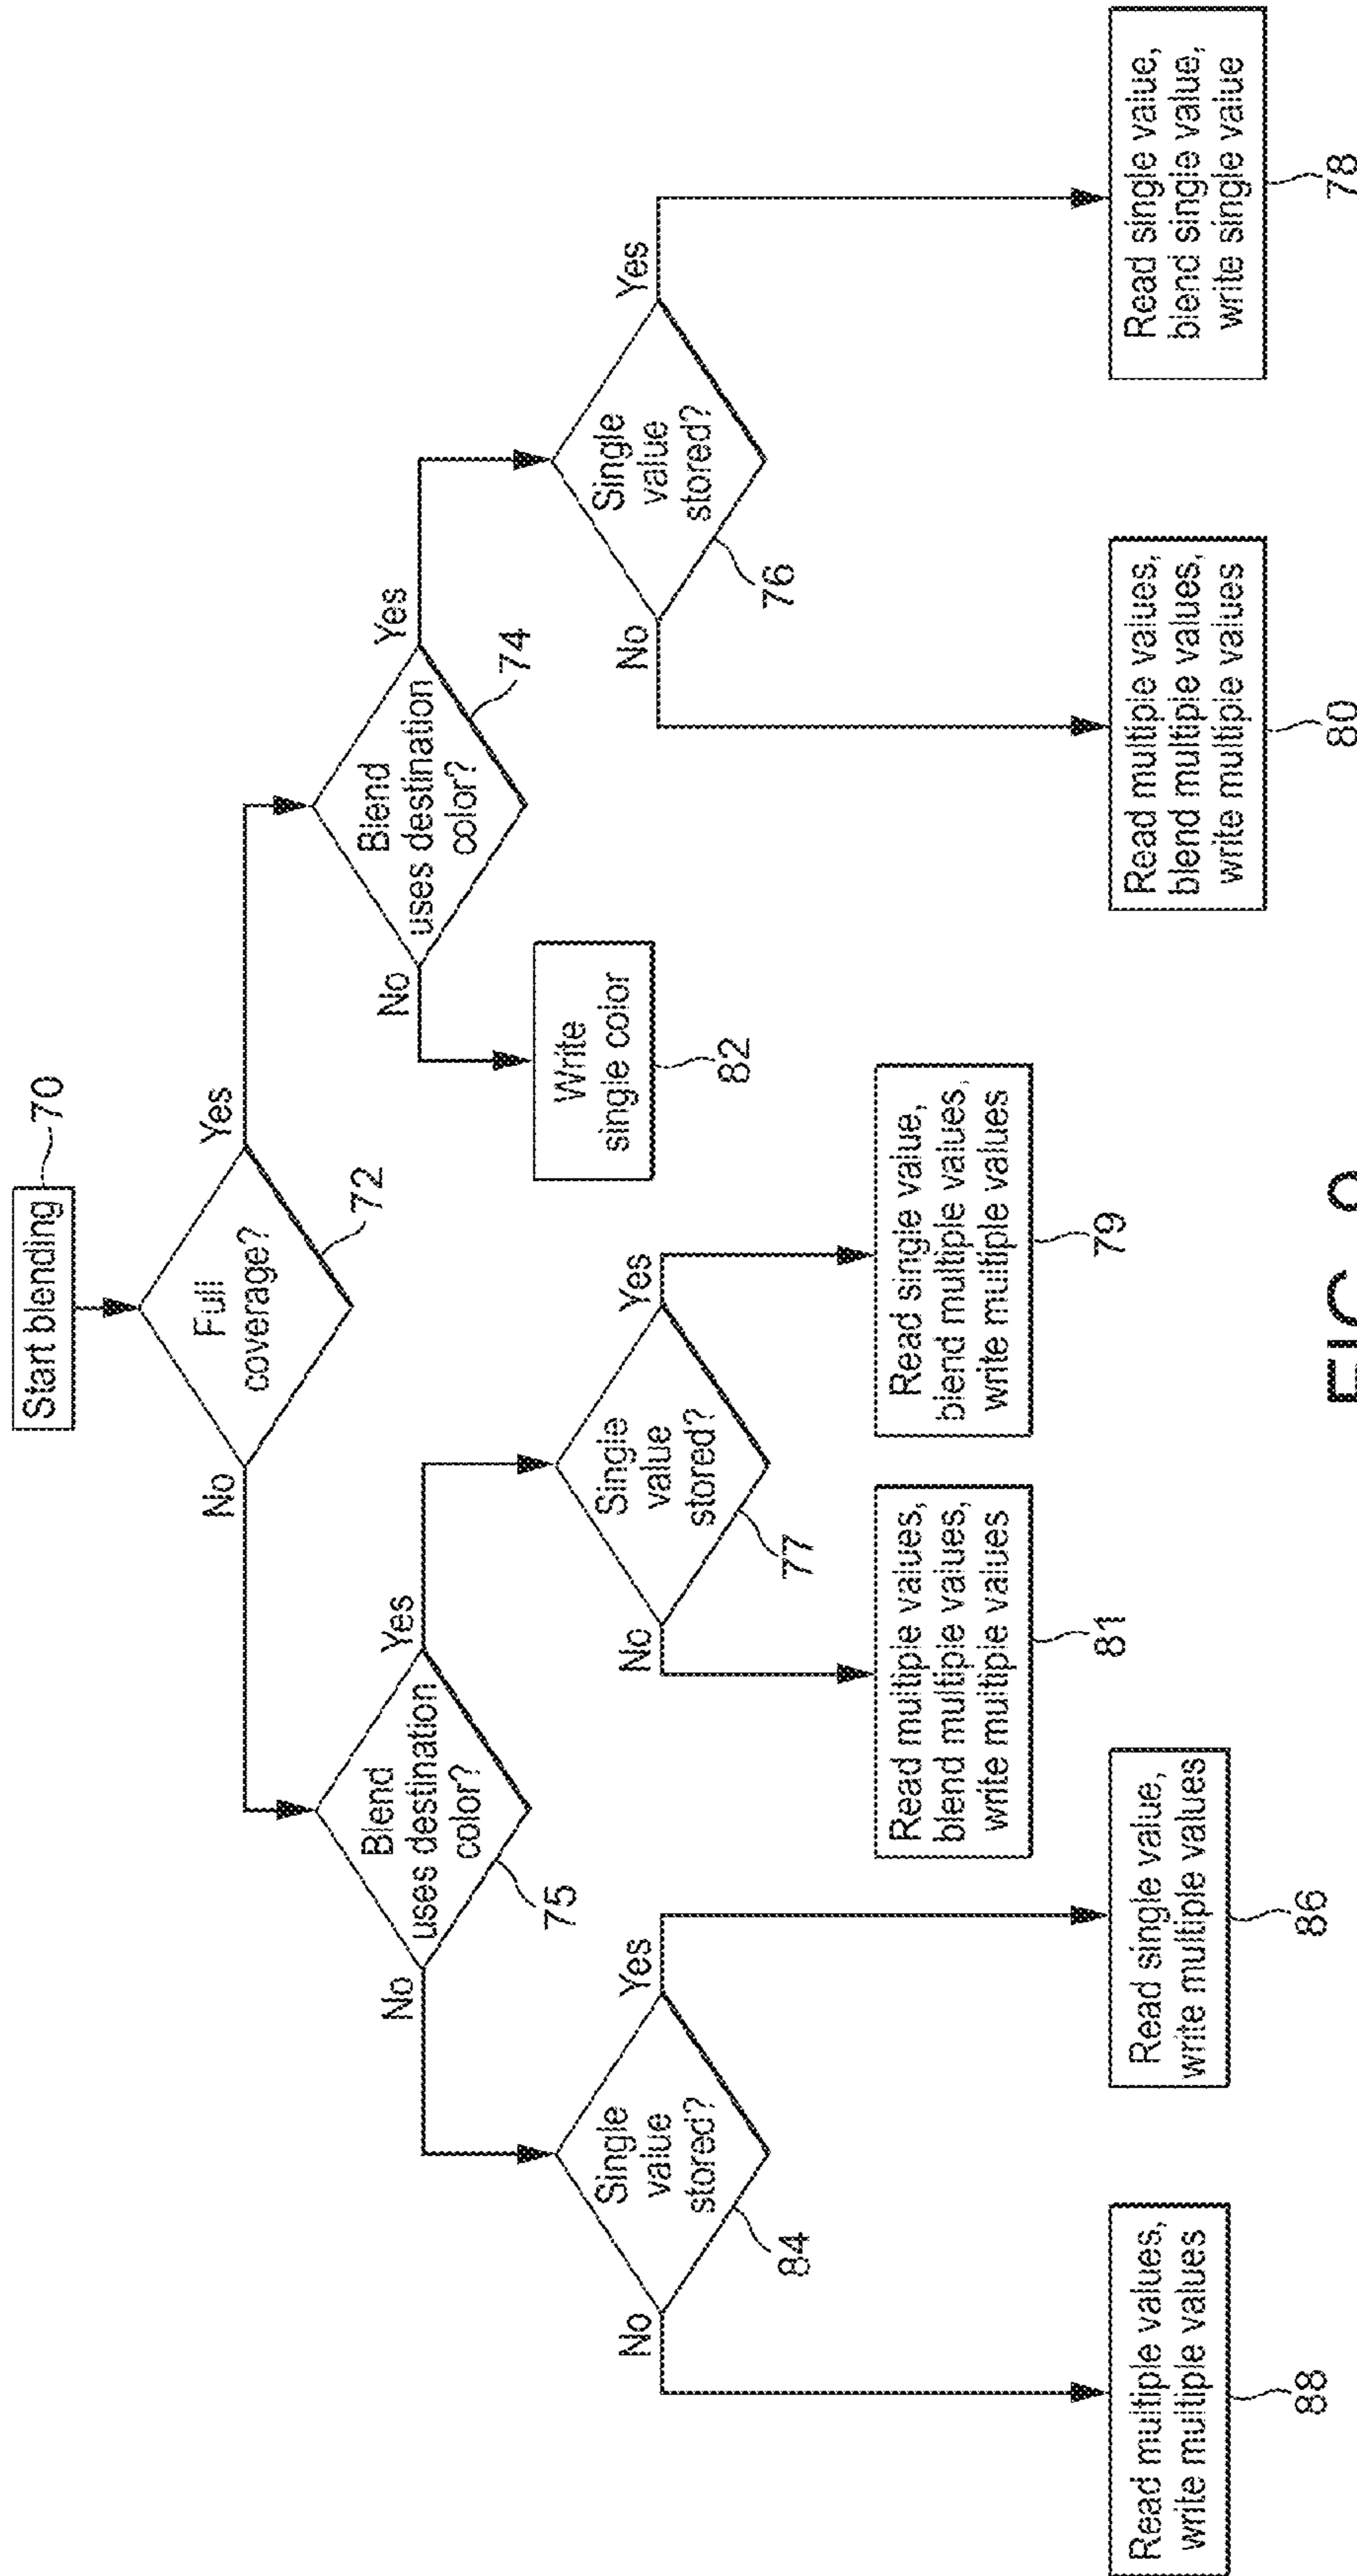 Start blending
70
Full
coverage?
72
No
Yes
Blend
uses destination
color?
75
No
Yes
Blend
uses destination
color?
74
No
Yes
Single
value
stored?
84
No
Yes
Single
value
stored?
77
No
Yes
Write
single color
82
Single
value
stored?
76
No
Yes
Read multiple values,
write multiple values
88
Read single value,
write multiple values
86
Read multiple values,
blend multiple values,
write multiple values
81
Read single value,
blend multiple values,
write multiple values
79
Read multiple values,
blend multiple values,
write multiple values
80
Read single value,
blend single value,
write single value
78
FIG.